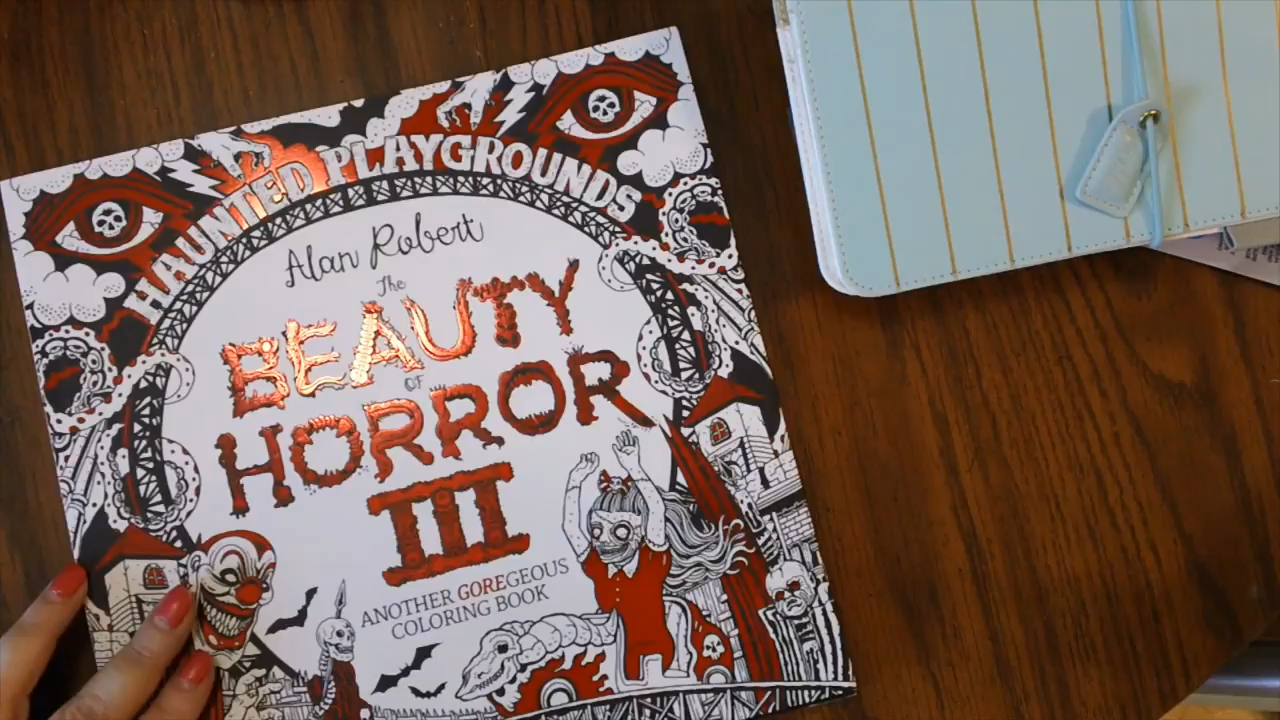 HAUNTED PLAYGROUNDS
Alan Robert
The
BEAUTY
OF
HORROR
III
ANOTHER GOREGEOUS
COLORING BOOK